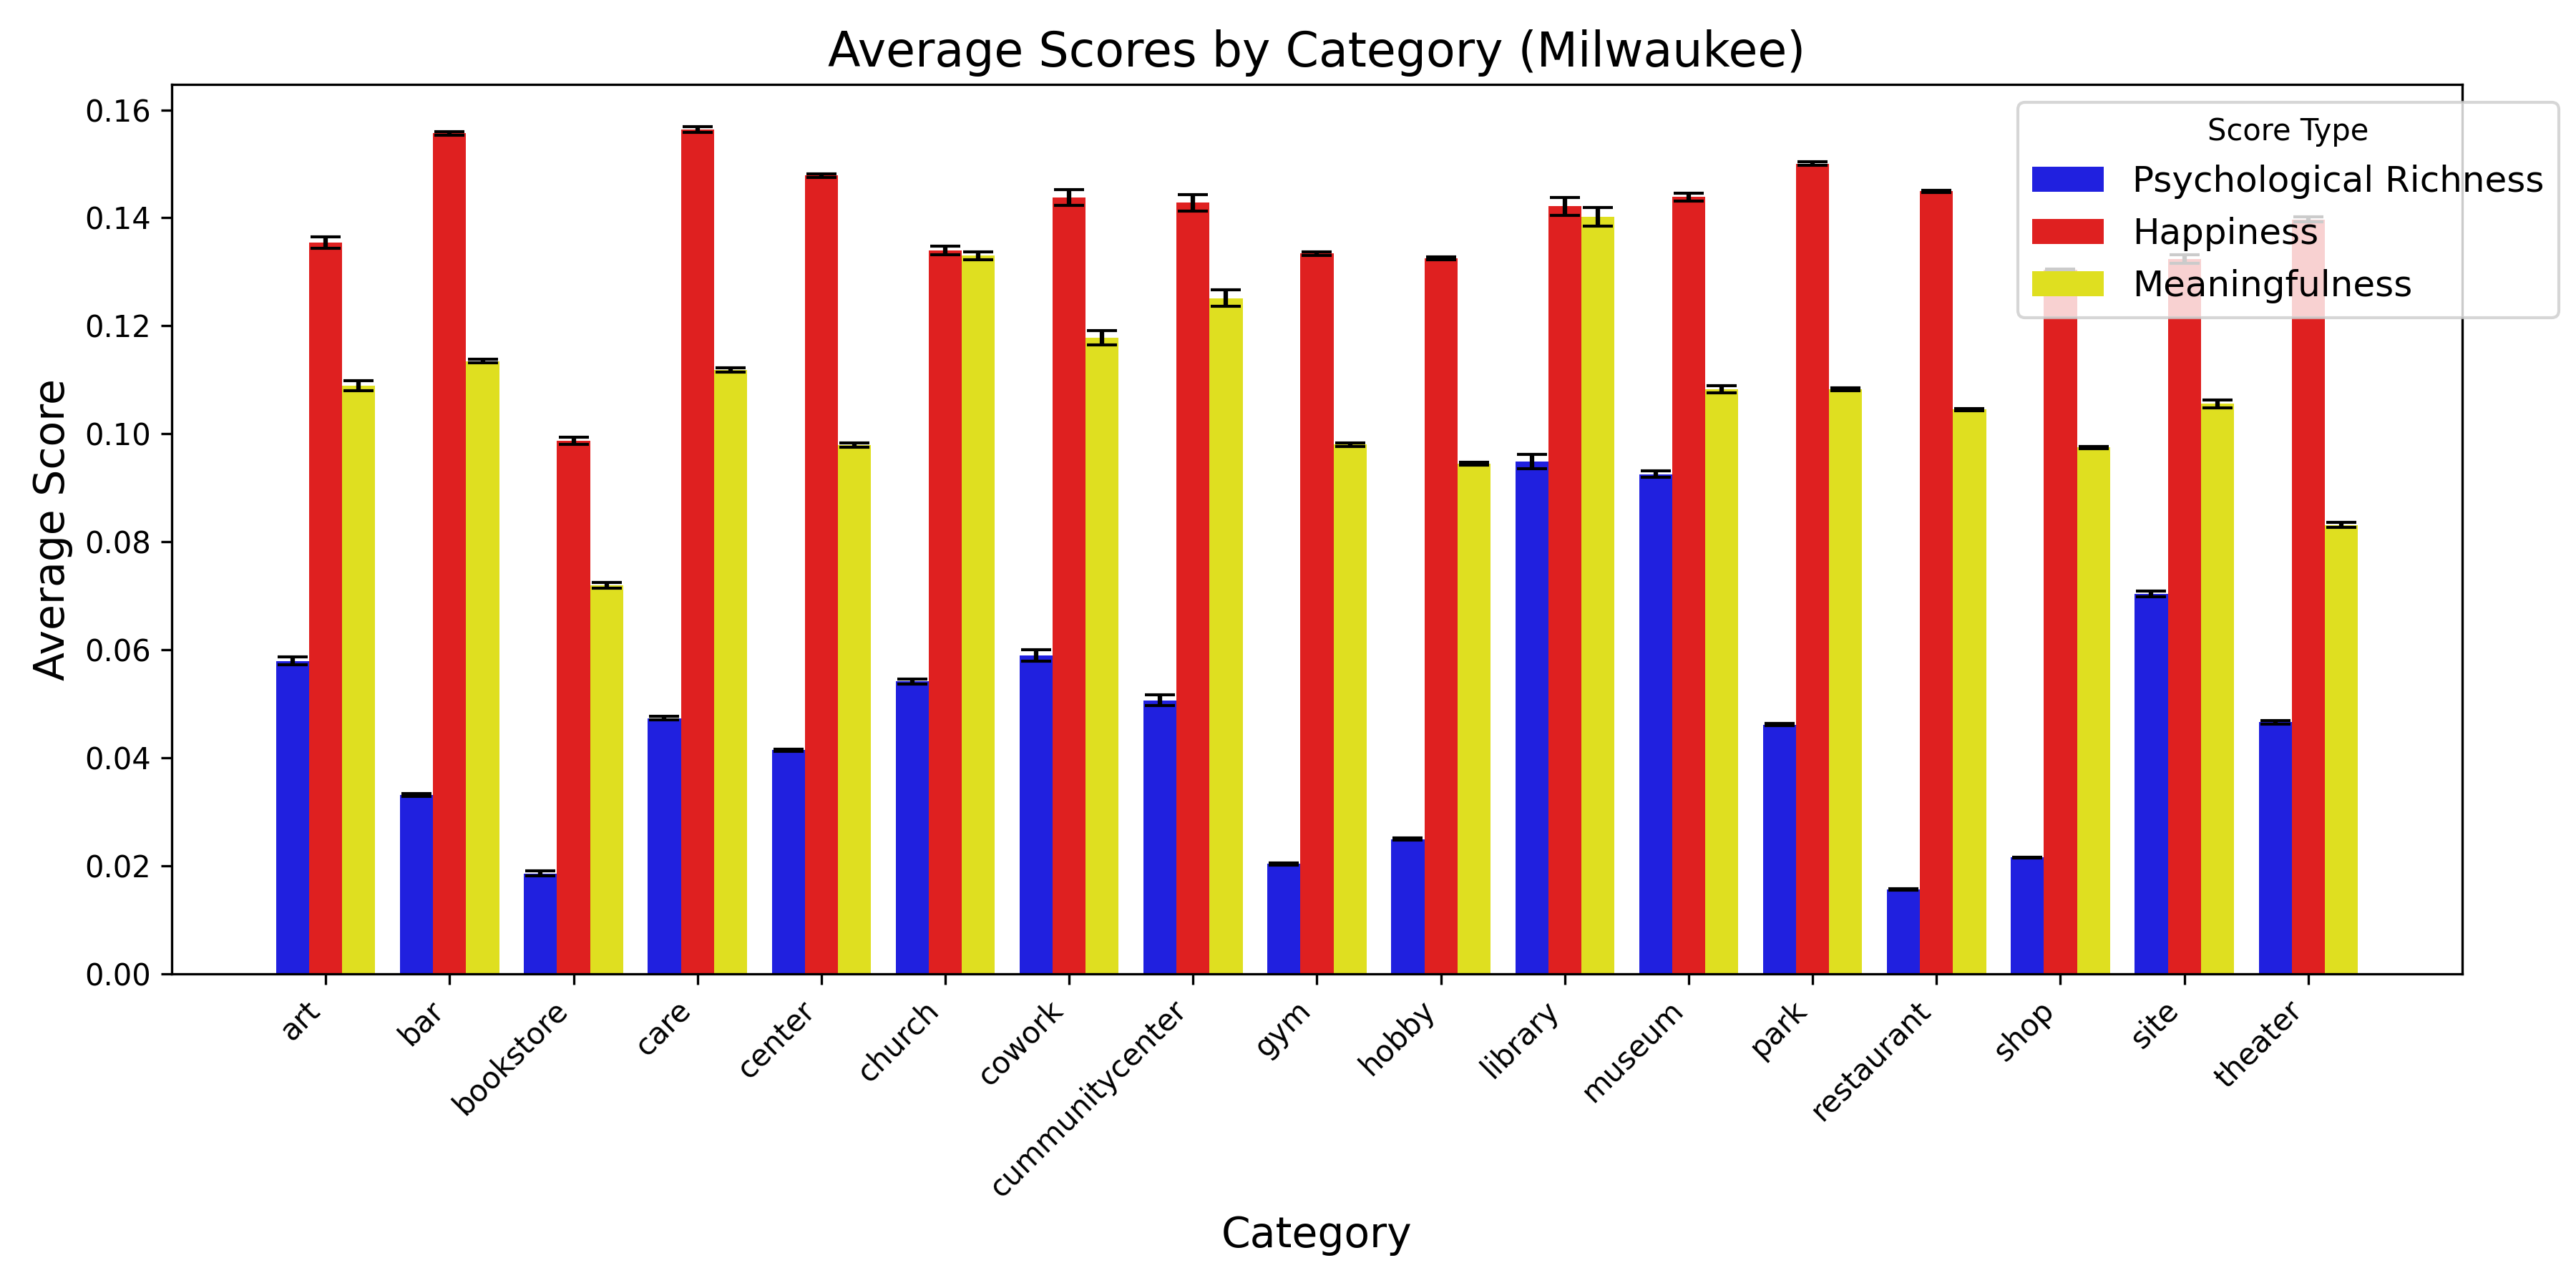 Average Scores by Category (Milwaukee)
Average Score
0.16
0.14
0.12
0.10
0.08
0.06
0.04
0.02
0.00
Score Type
Psychological Richness
Happiness
Meaningfulness
art
bar
bookstore
care
center
church
cowork
cummunitycenter
gym
hobby
library
museum
park
restaurant
shop
site
theater
Category